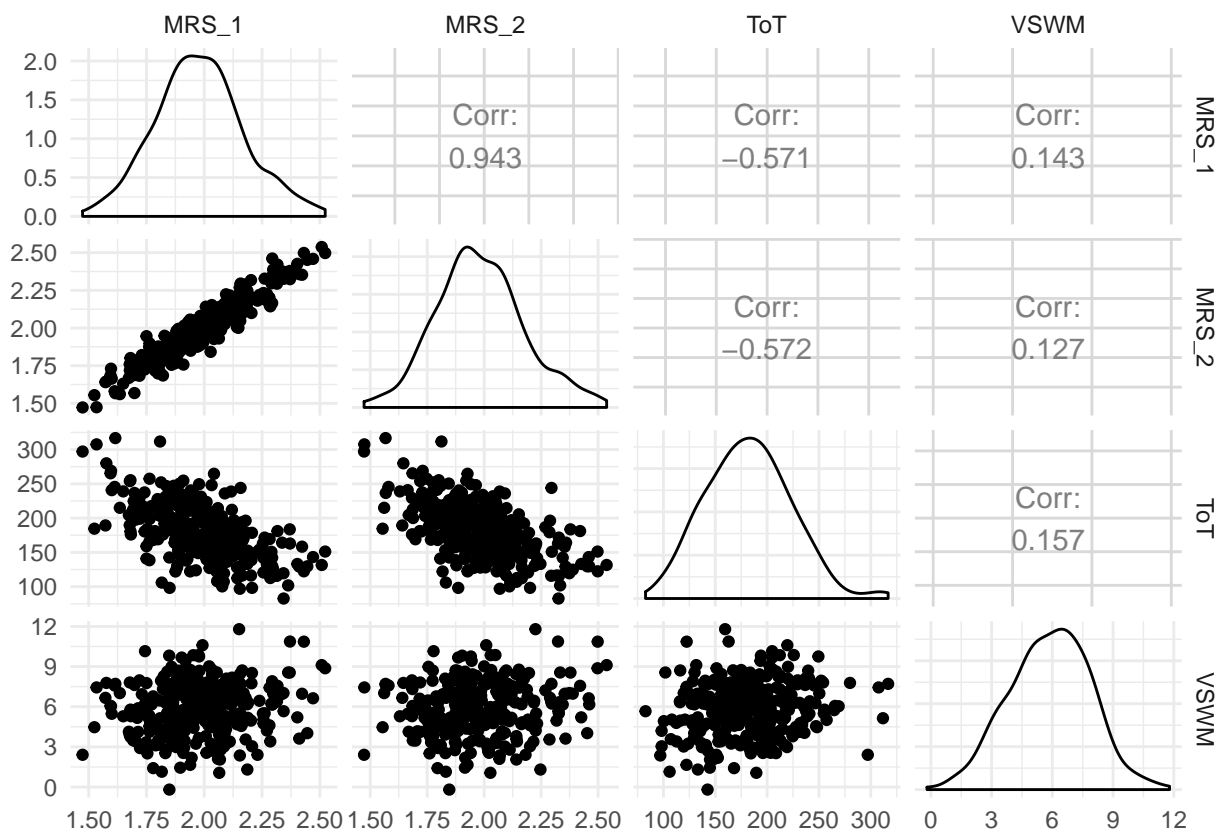 MRS_1 MRS_2 ToT VSWM
2.0
1.5
1.0
0.5
0.0
Corr:
0.943
Corr:
−0.571
Corr:
0.143
MRS_1
2.50
2.25
2.00
1.75
1.50
Corr:
−0.572
Corr:
0.127
MRS_2
300
250
200
150
100
Corr:
0.157
ToT
12
9
6
3
0
VSWM
1.50 1.75 2.00 2.25 2.50 1.50 1.75 2.00 2.25 2.50 100 150 200 250 300 0 3 6 9 12